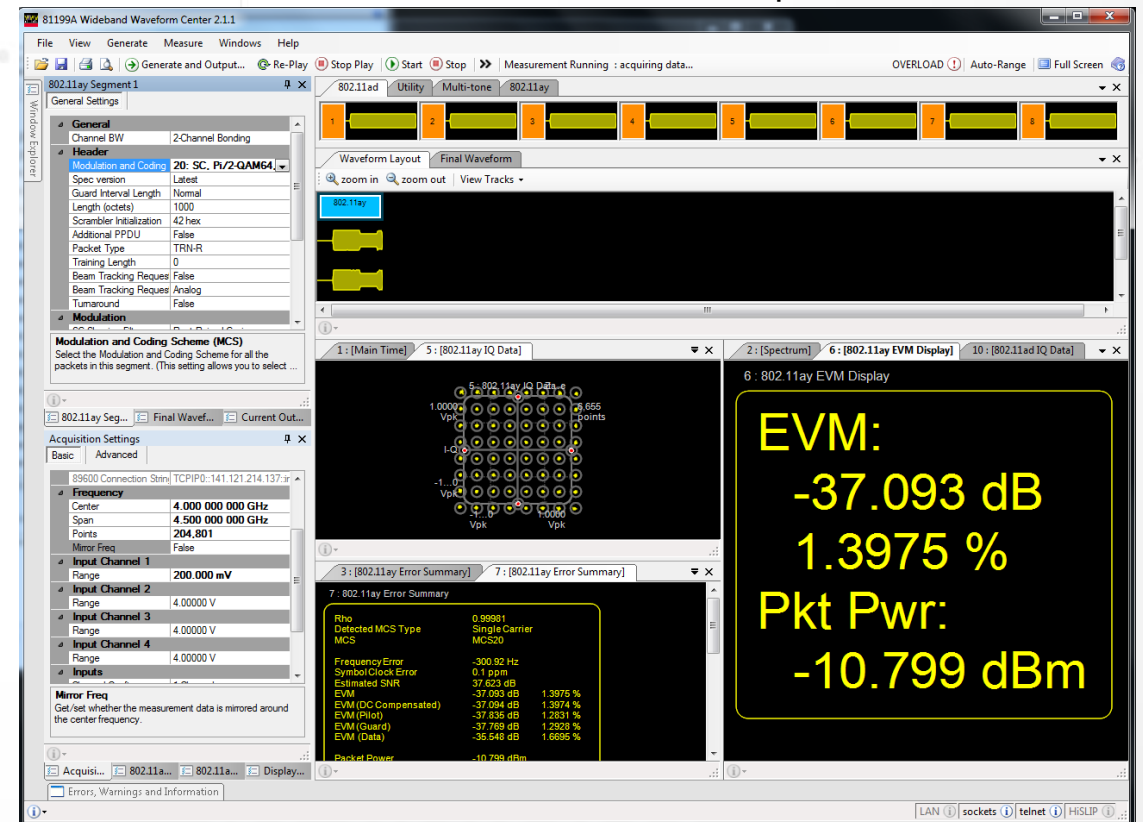 81199A Wideband Waveform Center 2.1.1
File View Generate Measure Windows Help
Generate and Output... Re-Play Stop Play Start Stop Measurement Running : acquiring data... OVERLOAD Auto-Range Full Screen
Window Explorer
802.11ay Segment 1
General Settings
General
Channel BW 2-Channel Bonding
Header
Modulation and Coding 20: SC, Pi/2-QAM64,
Spec version Latest
Guard Interval Length Normal
Length (octets) 1000
Scrambler Initialization 42 hex
Additional PPDU False
Packet Type TRN-R
Training Length 0
Beam Tracking Reques False
Beam Tracking Reques Analog
Turnaround False
Modulation
Modulation and Coding Scheme (MCS)
Select the Modulation and Coding Scheme for all the
packets in this segment. (This setting allows you to select ...
802.11ay Seg... Final Wavef... Current Out...
Acquisition Settings
Basic Advanced
89600 Connection String TCPIP0::141.121.214.137::ir
Frequency
Center 4.000 000 000 GHz
Span 4.500 000 000 GHz
Points 204,801
Mirror Freq False
Input Channel 1
Range 200.000 mV
Input Channel 2
Range 4.00000 V
Input Channel 3
Range 4.00000 V
Input Channel 4
Range 4.00000 V
Inputs
Mirror Freq
Get/set whether the measurement data is mirrored around
the center frequency.
Acquisi... 802.11a... 802.11a... Display...
Errors, Warnings and Information
802.11ad Utility Multi-tone 802.11ay
1 2 3 4 5 6 7 8
Waveform Layout Final Waveform
zoom in zoom out View Tracks
802.11ay
1 : [Main Time] 5 : [802.11ay IQ Data]
5 : 802.11ay IQ Data
1.0000
Vpk
points
I-Q
-1...0
Vpk
-1...0 1.0000
Vpk Vpk
3 : [802.11ay Error Summary] 7 : [802.11ay Error Summary]
7 : 802.11ay Error Summary
Rho 0.99981
Detected MCS Type Single Carrier
MCS MCS20
Frequency Error -300.92 Hz
Symbol Clock Error 0.1 ppm
Estimated SNR 37.623 dB
EVM -37.093 dB 1.3975 %
EVM (DC Compensated) -37.094 dB 1.3974 %
EVM (Pilot) -37.835 dB 1.2831 %
EVM (Guard) -37.769 dB 1.2928 %
EVM (Data) -35.548 dB 1.6695 %
Packet Power -10.799 dBm
2 : [Spectrum] 6 : [802.11ay EVM Display] 10 : [802.11ad IQ Data]
6 : 802.11ay EVM Display
EVM:
-37.093 dB
1.3975 %
Pkt Pwr:
-10.799 dBm
LAN sockets telnet HiSLIP